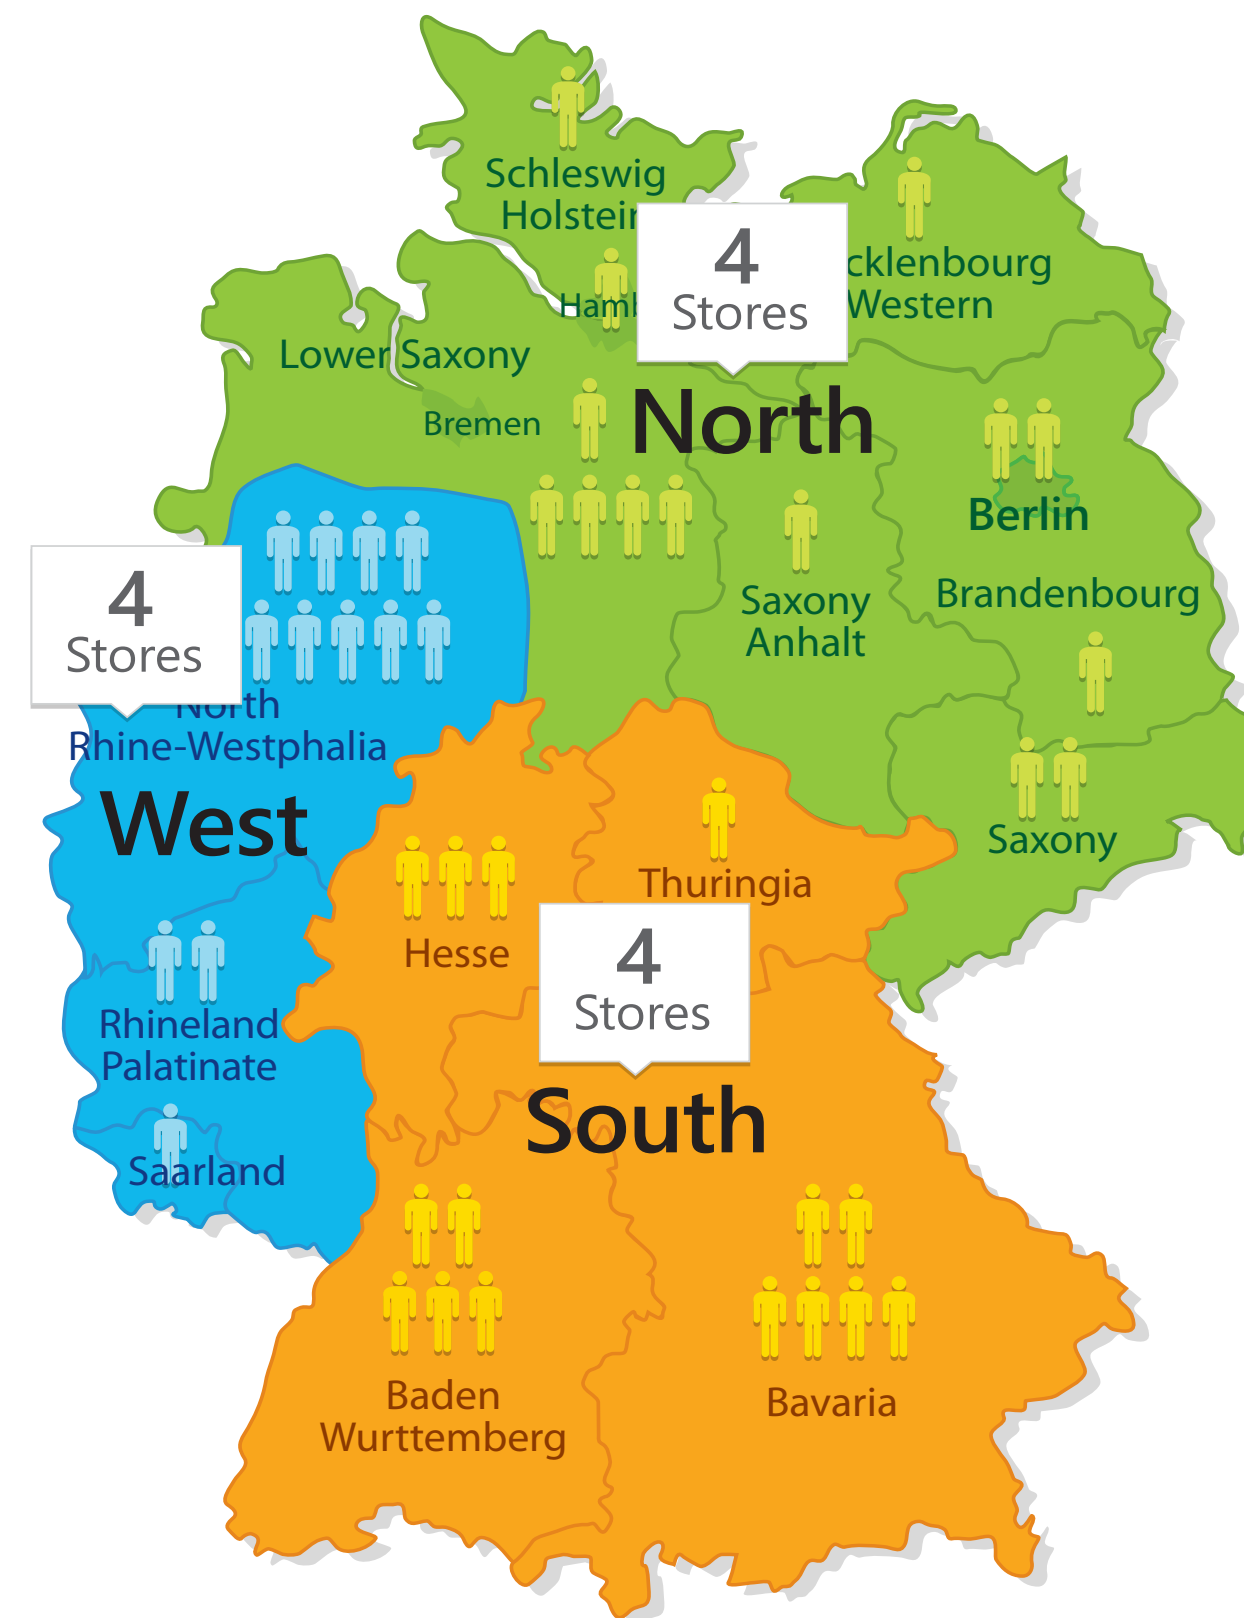 Schleswig
Holstein
4
Stores
cklenbourg
Western
Hamb
Lower Saxony
Bremen
North
Berlin
Brandenbourg
Saxony
Anhalt
4
Stores
North
Rhine-Westphalia
West
Saxony
Thuringia
Hesse
4
Stores
Rhineland
Palatinate
South
Saarland
Baden
Wurttemberg
Bavaria